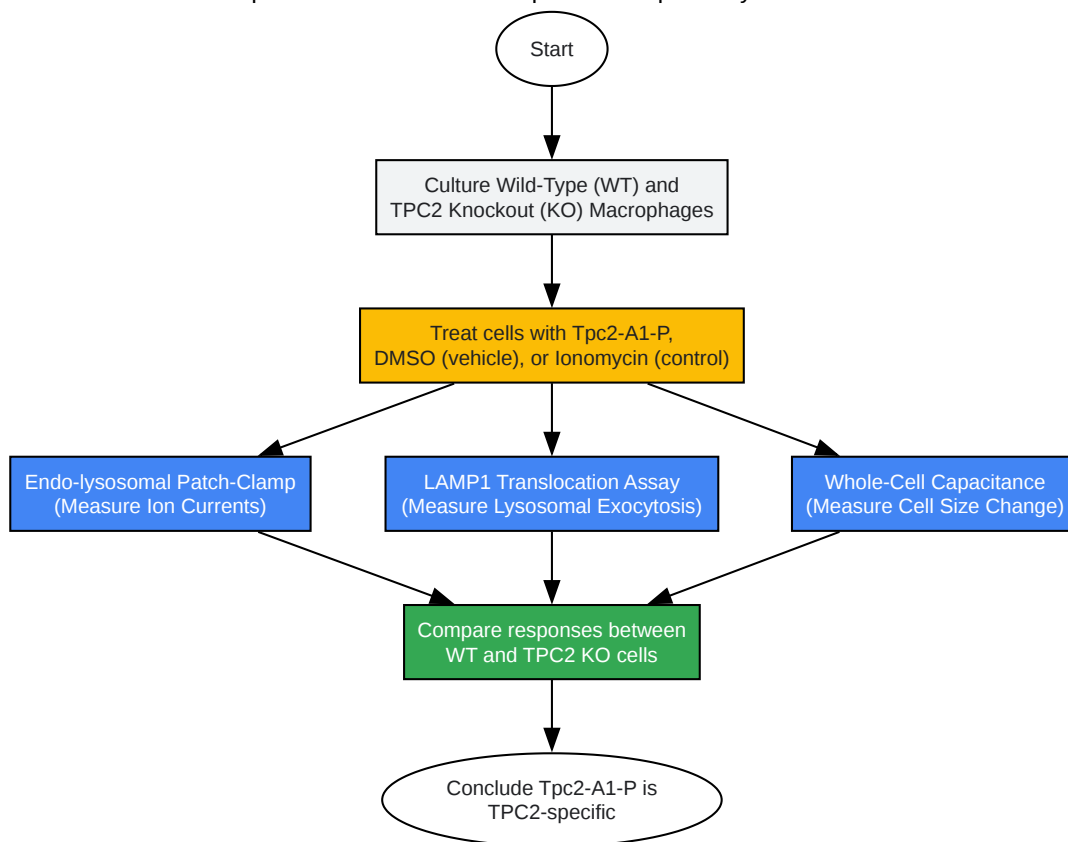 Start
Culture Wild-Type (WT) and
TPC2 Knockout (KO) Macrophages
Treat cells with Tpc2-A1-P,
DMSO (vehicle), or Ionomycin (control)
Endo-lysosomal Patch-Clamp
(Measure Ion Currents)
LAMP1 Translocation Assay
(Measure Lysosomal Exocytosis)
Whole-Cell Capacitance
(Measure Cell Size Change)
Compare responses between
WT and TPC2 KO cells
Conclude Tpc2-A1-P is
TPC2-specific